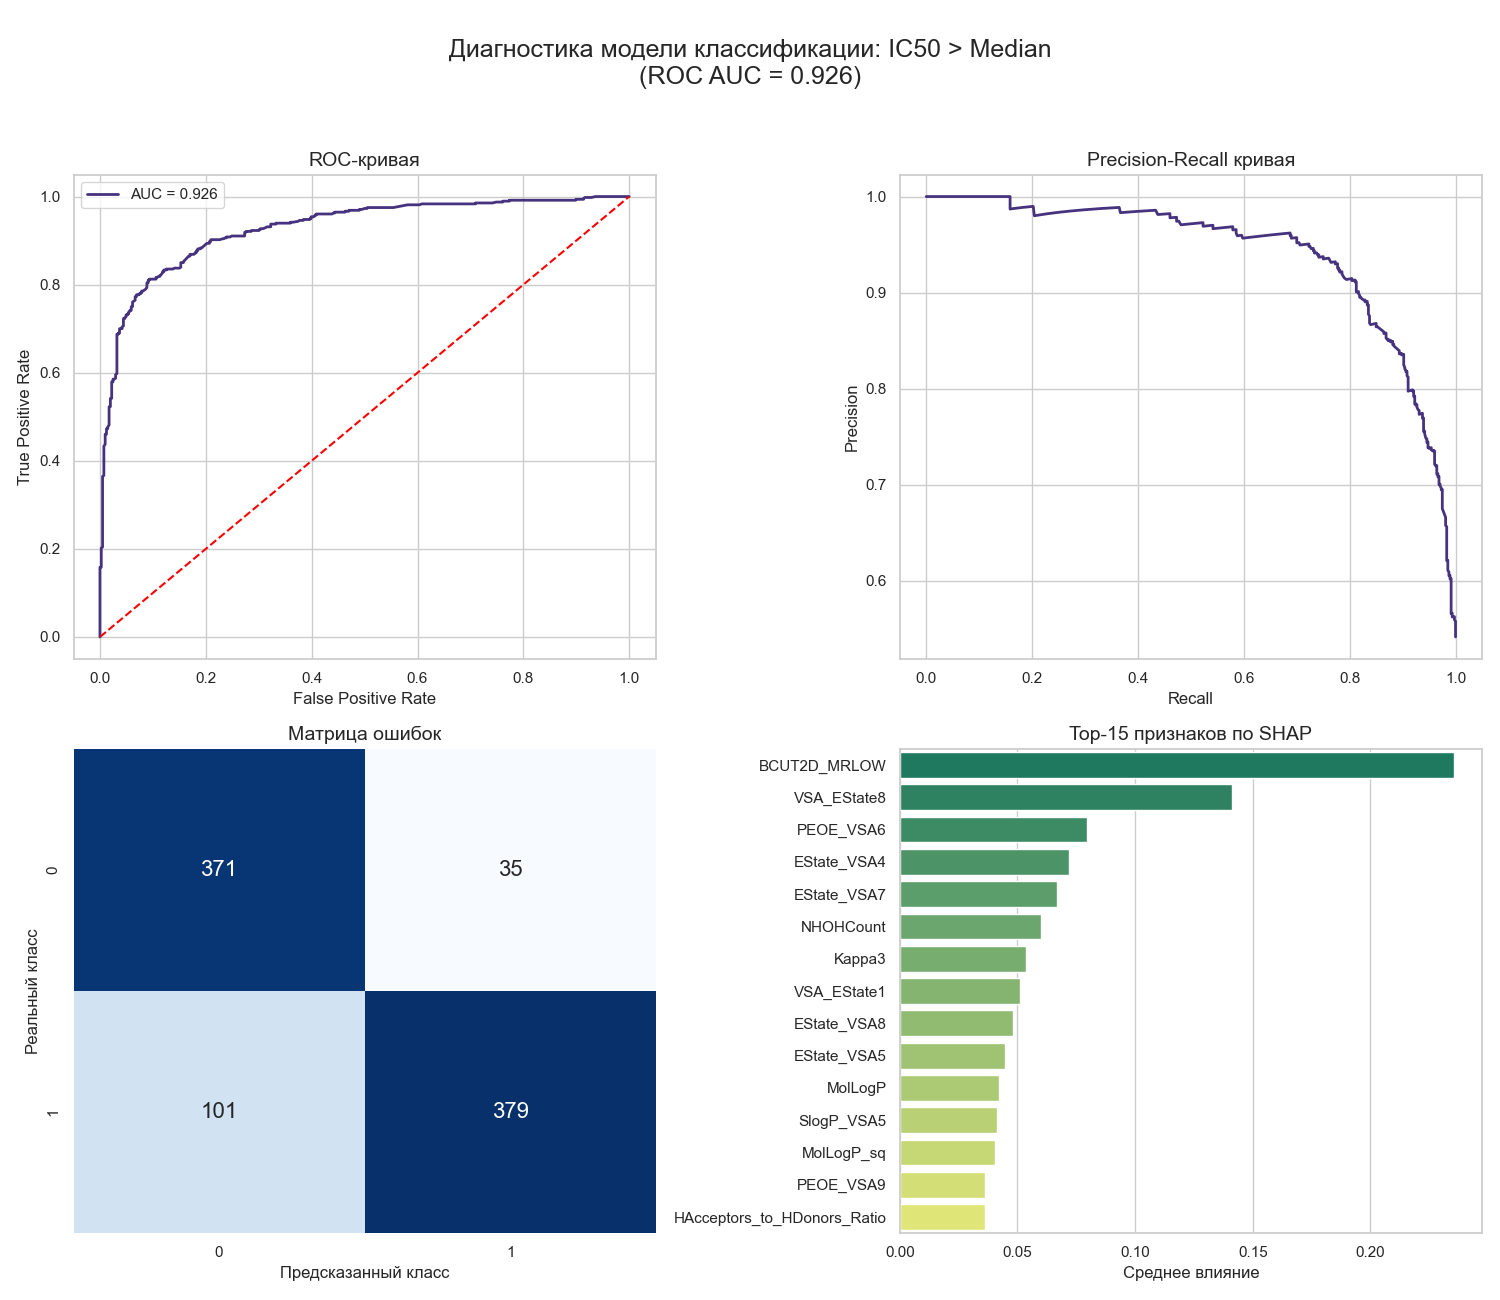 Диагностика модели классификации: IC50 > Median
(ROC AUC = 0.926)
ROC-кривая
AUC = 0.926
True Positive Rate
1.0
0.8
0.6
0.4
0.2
0.0
0.0 0.2 0.4 0.6 0.8 1.0
False Positive Rate
Precision-Recall кривая
Precision
1.0
0.9
0.8
0.7
0.6
0.0 0.2 0.4 0.6 0.8 1.0
Recall
Матрица ошибок
Реальный класс
0
371 35
1
101 379
0 1
Предсказанный класс
Top-15 признаков по SHAP
BCUT2D_MRLOW
VSA_EState8
PEOE_VSA6
EState_VSA4
EState_VSA7
NHOHCount
Kappa3
VSA_EState1
EState_VSA8
EState_VSA5
MolLogP
SlogP_VSA5
MolLogP_sq
PEOE_VSA9
HAcceptors_to_HDonors_Ratio
0.00 0.05 0.10 0.15 0.20
Среднее влияние